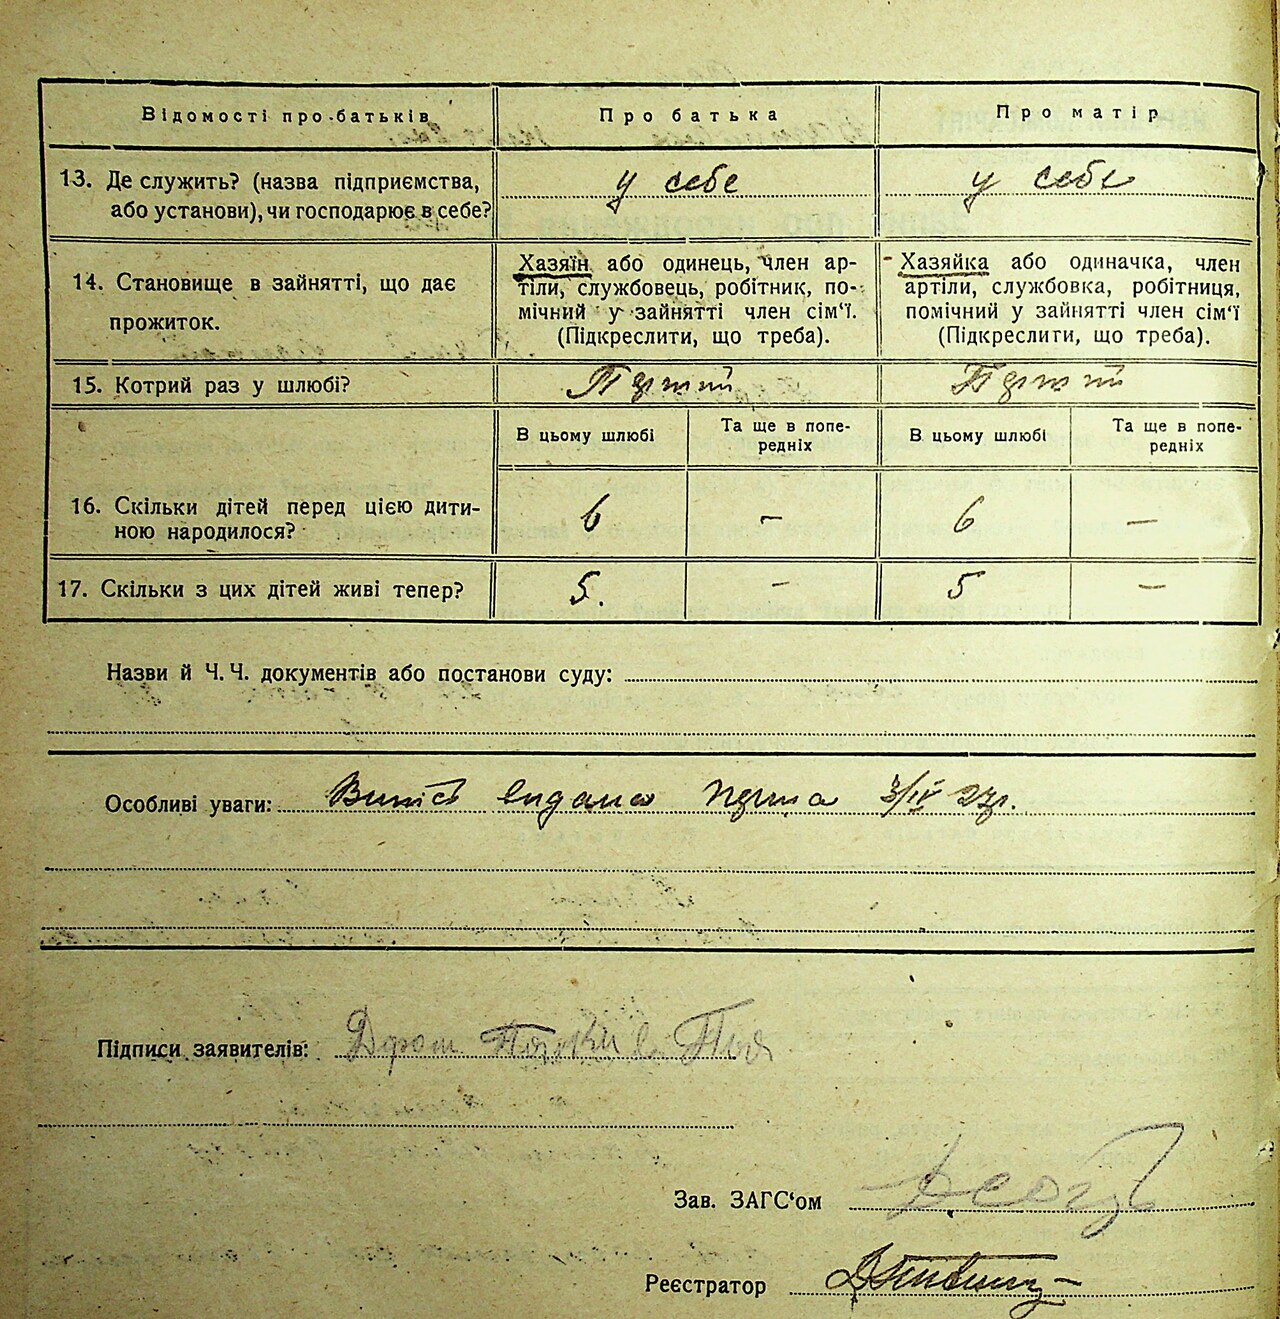 Відомості про батьків
Про батька
Про матір
13. Де служить? (назва підприємства,
або установи), чи господарює в себе?
у себе
у себе
14. Становище в зайнятті, що дає
прожиток.
Хазяїн або одинець, член ар-
тіли, службовець, робітник, по-
мічний у зайнятті член сім'ї.
(Підкреслити, що треба).
Хазяйка або одиначка, член
артіли, службовка, робітниця,
помічний у зайнятті член сім'ї
(Підкреслити, що треба).
15. Котрий раз у шлюбі?
В цьому шлюбі
Та ще в попе-
редніх
В цьому шлюбі
Та ще в попе-
редніх
16. Скільки дітей перед цією дити-
ною народилося?
6
–
6
–
17. Скільки з цих дітей живі тепер?
5.
–
5
–
Назви й Ч. Ч. документів або постанови суду:
Особливі уваги: видана 3/IV 27р.
Підписи заявителів:
Зав. ЗАГС'ом
Реєстратор